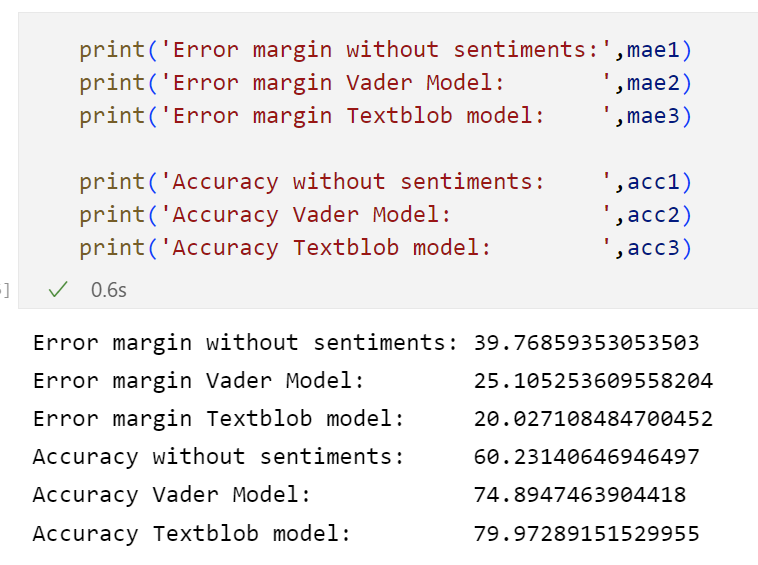 print('Error margin without sentiments:',mae1)
print('Error margin Vader Model:       ',mae2)
print('Error margin Textblob model:    ',mae3)
print('Accuracy without sentiments:    ',acc1)
print('Accuracy Vader Model:           ',acc2)
print('Accuracy Textblob model:        ',acc3)
]
✓ 0.6s
Error margin without sentiments: 39.76859353053503
Error margin Vader Model:        25.105253609558204
Error margin Textblob model:     20.027108484700452
Accuracy without sentiments:     60.23140646946497
Accuracy Vader Model:            74.8947463904418
Accuracy Textblob model:         79.97289151529955